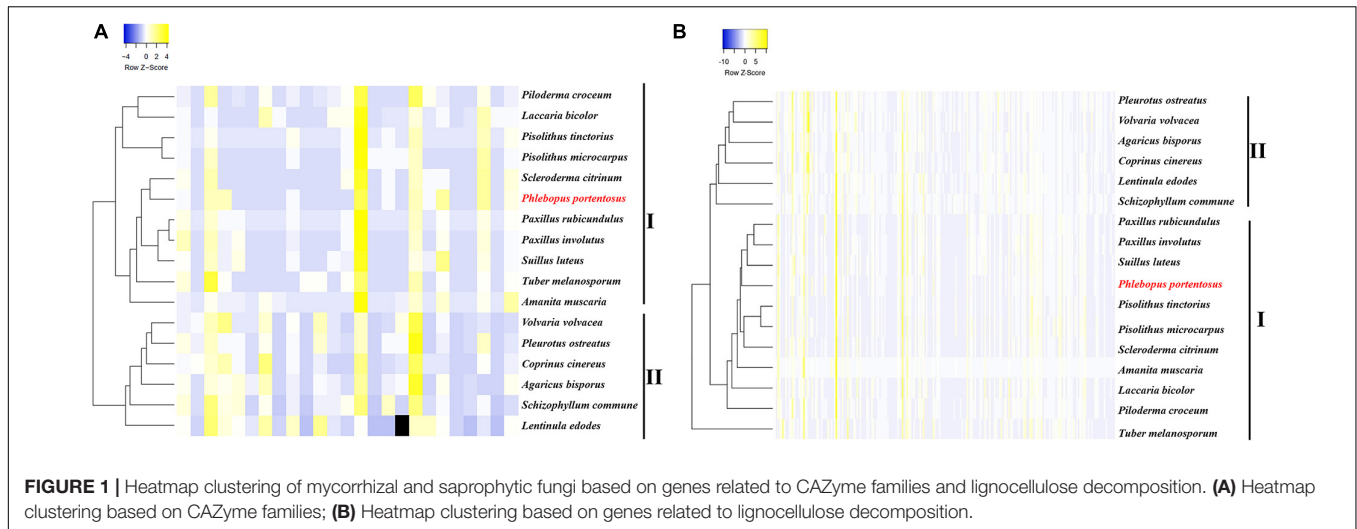 A
-4 0 2 4
Row Z-Score
Piloderma croceum
Laccaria bicolor
Pisolithus tinctorius
Pisolithus microcarpus
Scleroderma citrinum
Phlebopus portentosus
Paxillus rubicundulus
Paxillus involutus
Suillus luteus
Tuber melanosporum
Amanita muscaria
I
Volvaria volvacea
Pleurotus ostreatus
Coprinus cinereus
Agaricus bisporus
Schizophyllum commune
Lentinula edodes
II
B
-10 0 5
Row Z-Score
Pleurotus ostreatus
Volvaria volvacea
Agaricus bisporus
Coprinus cinereus
Lentinula edodes
Schizophyllum commune
II
Paxillus rubicundulus
Paxillus involutus
Suillus luteus
Phlebopus portentosus
Pisolithus tinctorius
Pisolithus microcarpus
Scleroderma citrinum
Amanita muscaria
Laccaria bicolor
Piloderma croceum
Tuber melanosporum
I
FIGURE 1 | Heatmap clustering of mycorrhizal and saprophytic fungi based on genes related to CAZyme families and lignocellulose decomposition. (A) Heatmap
clustering based on CAZyme families; (B) Heatmap clustering based on genes related to lignocellulose decomposition.